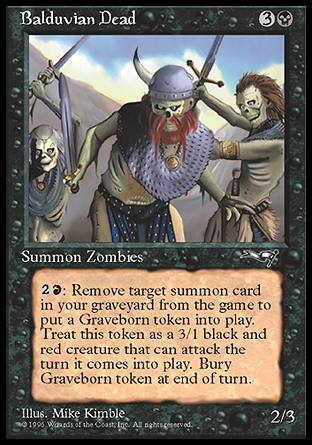 Balduvian Dead 3
Summon Zombies
2: Remove target summon card
in your graveyard from the game to
put a Graveborn token into play.
Treat this token as a 3/1 black and
red creature that can attack the
turn it comes into play. Bury
Graveborn token at end of turn.
Illus. Mike Kimble
©1996 Wizards of the Coast, Inc. All rights reserved.
2/3